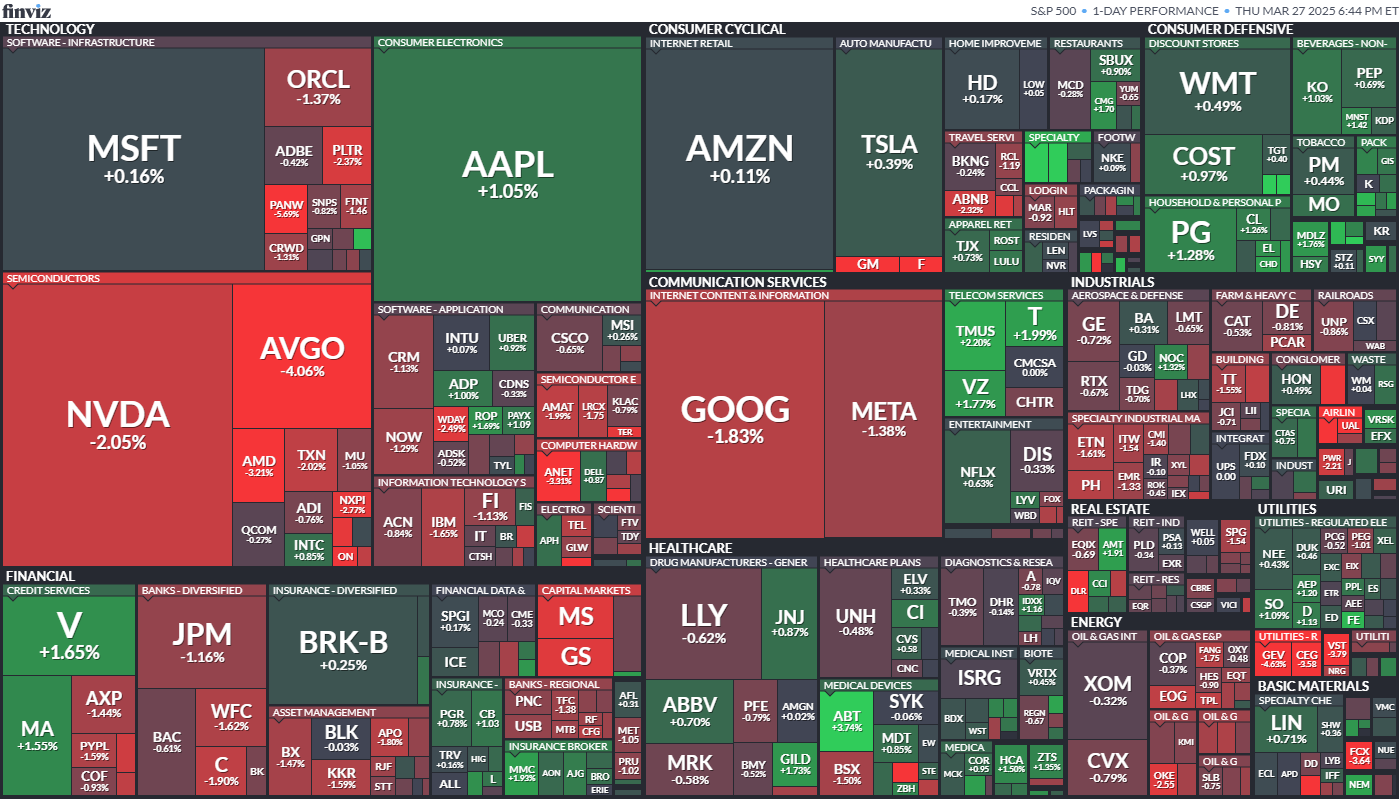 finviz
S&P 500 • 1-DAY PERFORMANCE • THU MAR 27 2025 6:44 PM ET
TECHNOLOGY
SOFTWARE - INFRASTRUCTURE
MSFT
+0.16%
ORCL
-1.37%
ADBE
-0.42%
PLTR
-2.37%
PANW
-5.69%
SNPS
-0.82%
FTNT
-1.46
CRWD
-1.31%
GPN
CONSUMER ELECTRONICS
AAPL
+1.05%
SEMICONDUCTORS
NVDA
-2.05%
AVGO
-4.06%
AMD
-3.21%
TXN
-2.02%
MU
-1.05%
QCOM
-0.27%
ADI
-0.76%
NXPI
-2.77%
INTC
+0.85%
ON
SOFTWARE - APPLICATION
CRM
-1.13%
INTU
+0.07%
UBER
+0.92%
ADP
+1.00%
CDNS
-0.33%
NOW
-1.29%
WDAY
-2.49%
ROP
+1.69%
PAYX
+1.09
ADSK
-0.52%
TYL
COMMUNICATION
CSCO
-0.65%
MSI
+0.26%
SEMICONDUCTOR E
AMAT
-1.99%
LRCX
-1.75
KLAC
-0.79%
TER
COMPUTER HARDW
ANET
-3.31%
DELL
+0.87
INFORMATION TECHNOLOGY S
ACN
-0.84%
IBM
-1.65%
FI
-1.13%
FIS
IT
BR
CTSH
ELECTRO
APH
TEL
GLW
SCIENTI
FTV
TDY
CONSUMER CYCLICAL
INTERNET RETAIL
AMZN
+0.11%
AUTO MANUFACTU
TSLA
+0.39%
GM
F
HOME IMPROVEME
HD
+0.17%
LOW
+0.05
RESTAURANTS
MCD
-0.28%
SBUX
+0.90%
CMG
+1.70
YUM
-0.65
TRAVEL SERVI
BKNG
-0.24%
RCL
-1.19
ABNB
-2.32%
CCL
SPECIALTY
FOOTW
NKE
+0.09%
LODGIN
MAR
-0.92
HLT
PACKAGIN
APPAREL RET
TJX
+0.73%
ROST
LULU
RESIDEN
LEN
NVR
LVS
CONSUMER DEFENSIVE
DISCOUNT STORES
WMT
+0.49%
COST
+0.97%
TGT
+0.40
BEVERAGES - NON-
KO
+1.03%
PEP
+0.69%
MNST
+1.42
KDP
TOBACCO
PM
+0.44%
MO
PACK
GIS
K
HOUSEHOLD & PERSONAL P
PG
+1.28%
CL
+1.26%
EL
CHD
MDLZ
+1.76%
HSY
KR
STZ
+0.11
SYY
COMMUNICATION SERVICES
INTERNET CONTENT & INFORMATION
GOOG
-1.83%
META
-1.38%
TELECOM SERVICES
TMUS
+2.20%
T
+1.99%
VZ
+1.77%
CMCSA
0.00%
CHTR
ENTERTAINMENT
NFLX
+0.63%
DIS
-0.33%
LYV
FOX
WBD
INDUSTRIALS
AEROSPACE & DEFENSE
GE
-0.72%
BA
+0.31%
LMT
-0.65%
RTX
-0.67%
GD
-0.03%
NOC
+1.32%
TDG
-0.70%
LHX
FARM & HEAVY C
CAT
-0.53%
DE
-0.81%
PCAR
RAILROADS
UNP
-0.86%
CSX
WAB
BUILDING
TT
-1.55%
JCI
-0.71
LII
CONGLOMER
HON
+0.49%
WASTE
WM
+0.04
RSG
SPECIALTY INDUSTRIAL MA
ETN
-1.61%
ITW
-1.54
CMI
-1.40
PH
EMR
-1.33
IR
-0.10
XYL
ROK
-0.45
IEX
SPECIA
CTAS
+0.75
AIRLIN
UAL
VRSK
EFX
INTEGRAT
UPS
0.00
FDX
+0.10
INDUST
PWR
-2.21
J
URI
HEALTHCARE
DRUG MANUFACTURERS - GENER
LLY
-0.62%
JNJ
+0.87%
ABBV
+0.70%
PFE
-0.79%
AMGN
+0.02%
MRK
-0.58%
BMY
-0.52%
GILD
+1.73%
HEALTHCARE PLANS
UNH
-0.48%
ELV
+0.33%
CI
CVS
+0.58
CNC
MEDICAL DEVICES
ABT
+3.74%
SYK
-0.06%
MDT
+0.85%
EW
BSX
-1.50%
STE
ZBH
DIAGNOSTICS & RESEA
TMO
-0.39%
DHR
-0.14%
A
-0.78
IQV
IDXX
+1.16
LH
MEDICAL INST
ISRG
BDX
WST
BIOTE
VRTX
+0.45%
REGN
-0.67
MEDICA
MCK
COR
+0.95
HCA
+1.50%
ZTS
+1.35%
REAL ESTATE
REIT - SPE
EQIX
-0.69
AMT
+1.91
DLR
CCI
REIT - IND
PLD
-0.34
PSA
+0.13
EXR
WELL
+0.05
SPG
-1.54
REIT - RES
EQR
CBRE
CSGP
VICI
UTILITIES
UTILITIES - REGULATED ELE
NEE
+0.43%
DUK
+0.46
PCG
-0.52
PEG
-1.01
XEL
EXC
EIX
SO
+1.09%
AEP
+1.20
ETR
PPL
ES
D
+1.13
AEE
ED
FE
UTILITIES - R
GEV
-4.63%
CEG
-3.58
VST
-3.79
NRG
UTILITI
ENERGY
OIL & GAS INT
XOM
-0.32%
CVX
-0.79%
OIL & GAS E&P
COP
-0.37%
FANG
-1.75
OXY
-0.48
EOG
HES
-0.90
EQT
TPL
OIL & G
KMI
OKE
-2.55
OIL & G
OIL & G
SLB
-0.75
BASIC MATERIALS
SPECIALTY CHE
LIN
+0.71%
SHW
+0.36
ECL
APD
DD
LYB
IFF
VMC
FCX
-3.64
NUE
NEM
FINANCIAL
CREDIT SERVICES
V
+1.65%
MA
+1.55%
AXP
-1.44%
PYPL
-1.59%
COF
-0.93%
BANKS - DIVERSIFIED
JPM
-1.16%
BAC
-0.61%
WFC
-1.62%
C
-1.90%
BK
INSURANCE - DIVERSIFIED
BRK-B
+0.25%
ASSET MANAGEMENT
BX
-1.47%
BLK
-0.03%
APO
-1.80%
KKR
-1.59%
RJF
STT
FINANCIAL DATA &
SPGI
+0.17%
MCO
-0.24
CME
-0.33
ICE
CAPITAL MARKETS
MS
GS
INSURANCE -
PGR
+0.78%
CB
+1.03
TRV
+0.16%
HIG
ALL
L
BANKS - REGIONAL
PNC
TFC
-1.38
USB
MTB
RF
CFG
INSURANCE BROKER
MMC
+1.93%
AON
AJG
BRO
ERIE
AFL
+0.31
MET
-1.05
PRU
-1.02